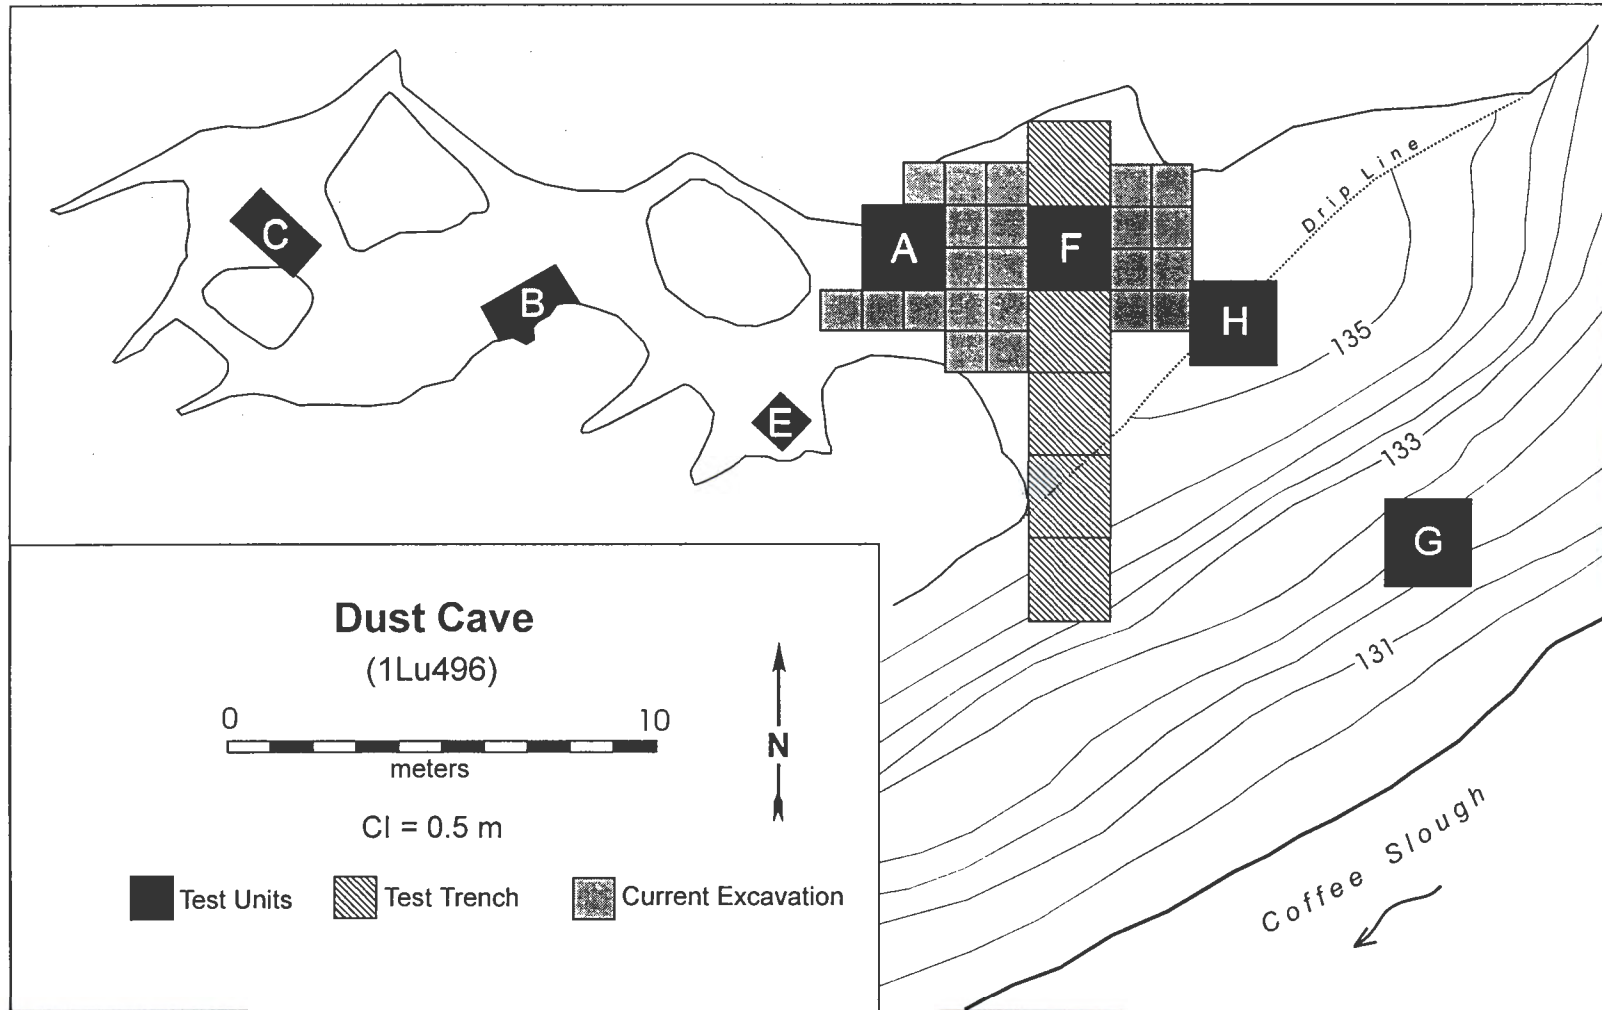 C
B
E
A
F
H
G
Drip Line
135
133
131
Coffee Slough
Dust Cave
(1Lu496)
0 10
meters
N
CI = 0.5 m
Test Units Test Trench Current Excavation